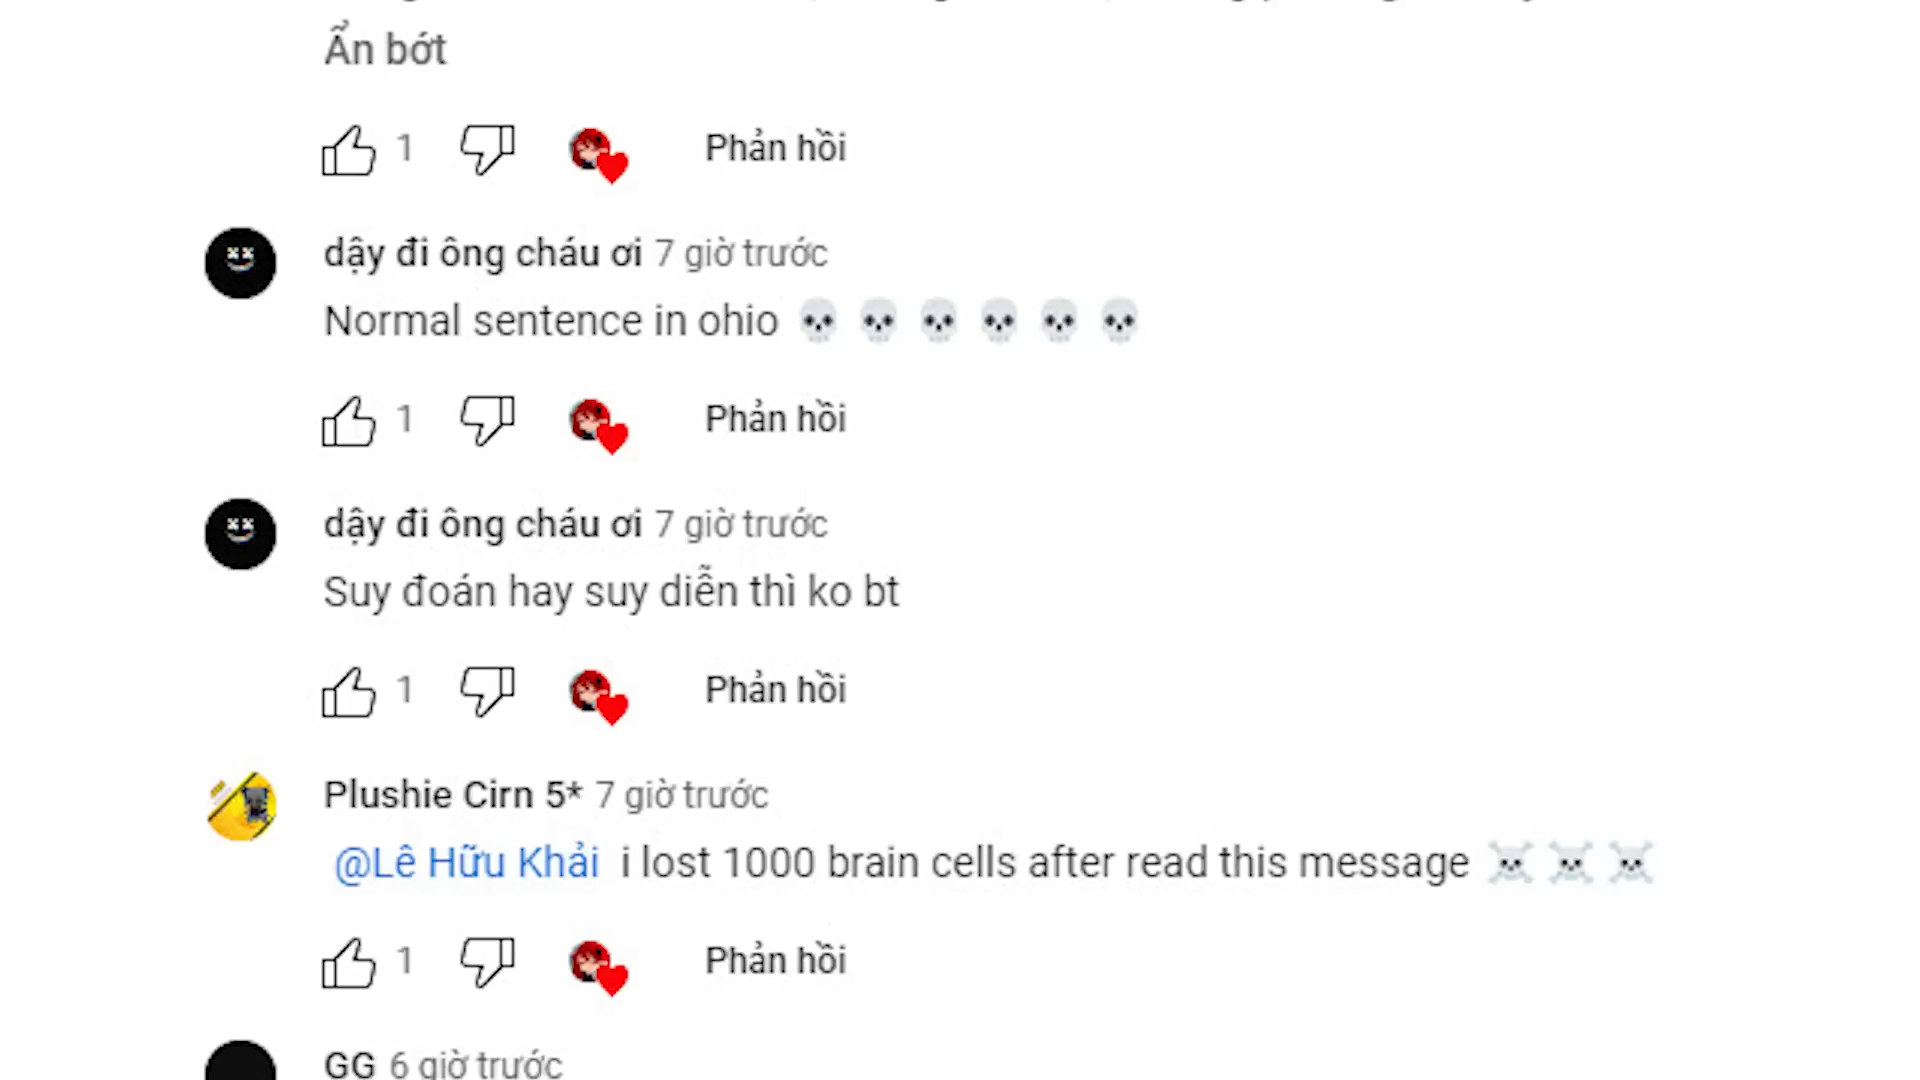 Ẩn bớt
1 Phản hồi
dậy đi ông cháu ơi 7 giờ trước
Normal sentence in ohio 💀 💀 💀 💀 💀 💀
1 Phản hồi
dậy đi ông cháu ơi 7 giờ trước
Suy đoán hay suy diễn thì ko bt
1 Phản hồi
Plushie Cirn 5* 7 giờ trước
@Lê Hữu Khải i lost 1000 brain cells after read this message ☠️ ☠️ ☠️
1 Phản hồi
GG 6 giờ trước